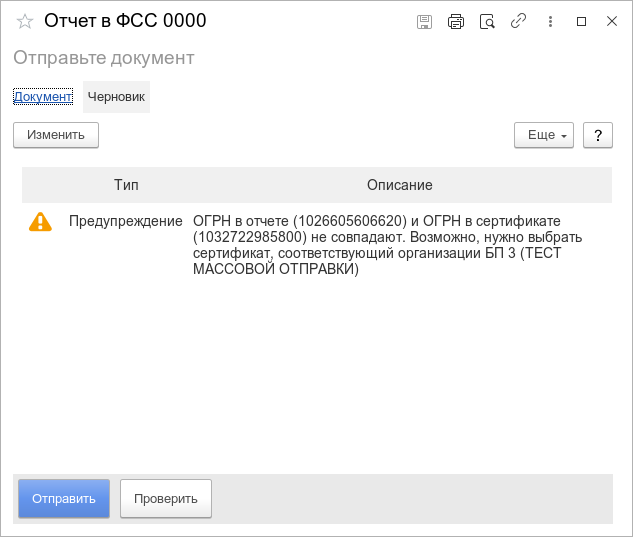 Отчет в ФСС 0000
Отправьте документ
Документ
Черновик
Изменить
Еще
?
Тип
Описание
Предупреждение
ОГРН в отчете (1026605606620) и ОГРН в сертификате
(1032722985800) не совпадают. Возможно, нужно выбрать
сертификат, соответствующий организации БП 3 (ТЕСТ
МАССОВОЙ ОТПРАВКИ)
Отправить
Проверить